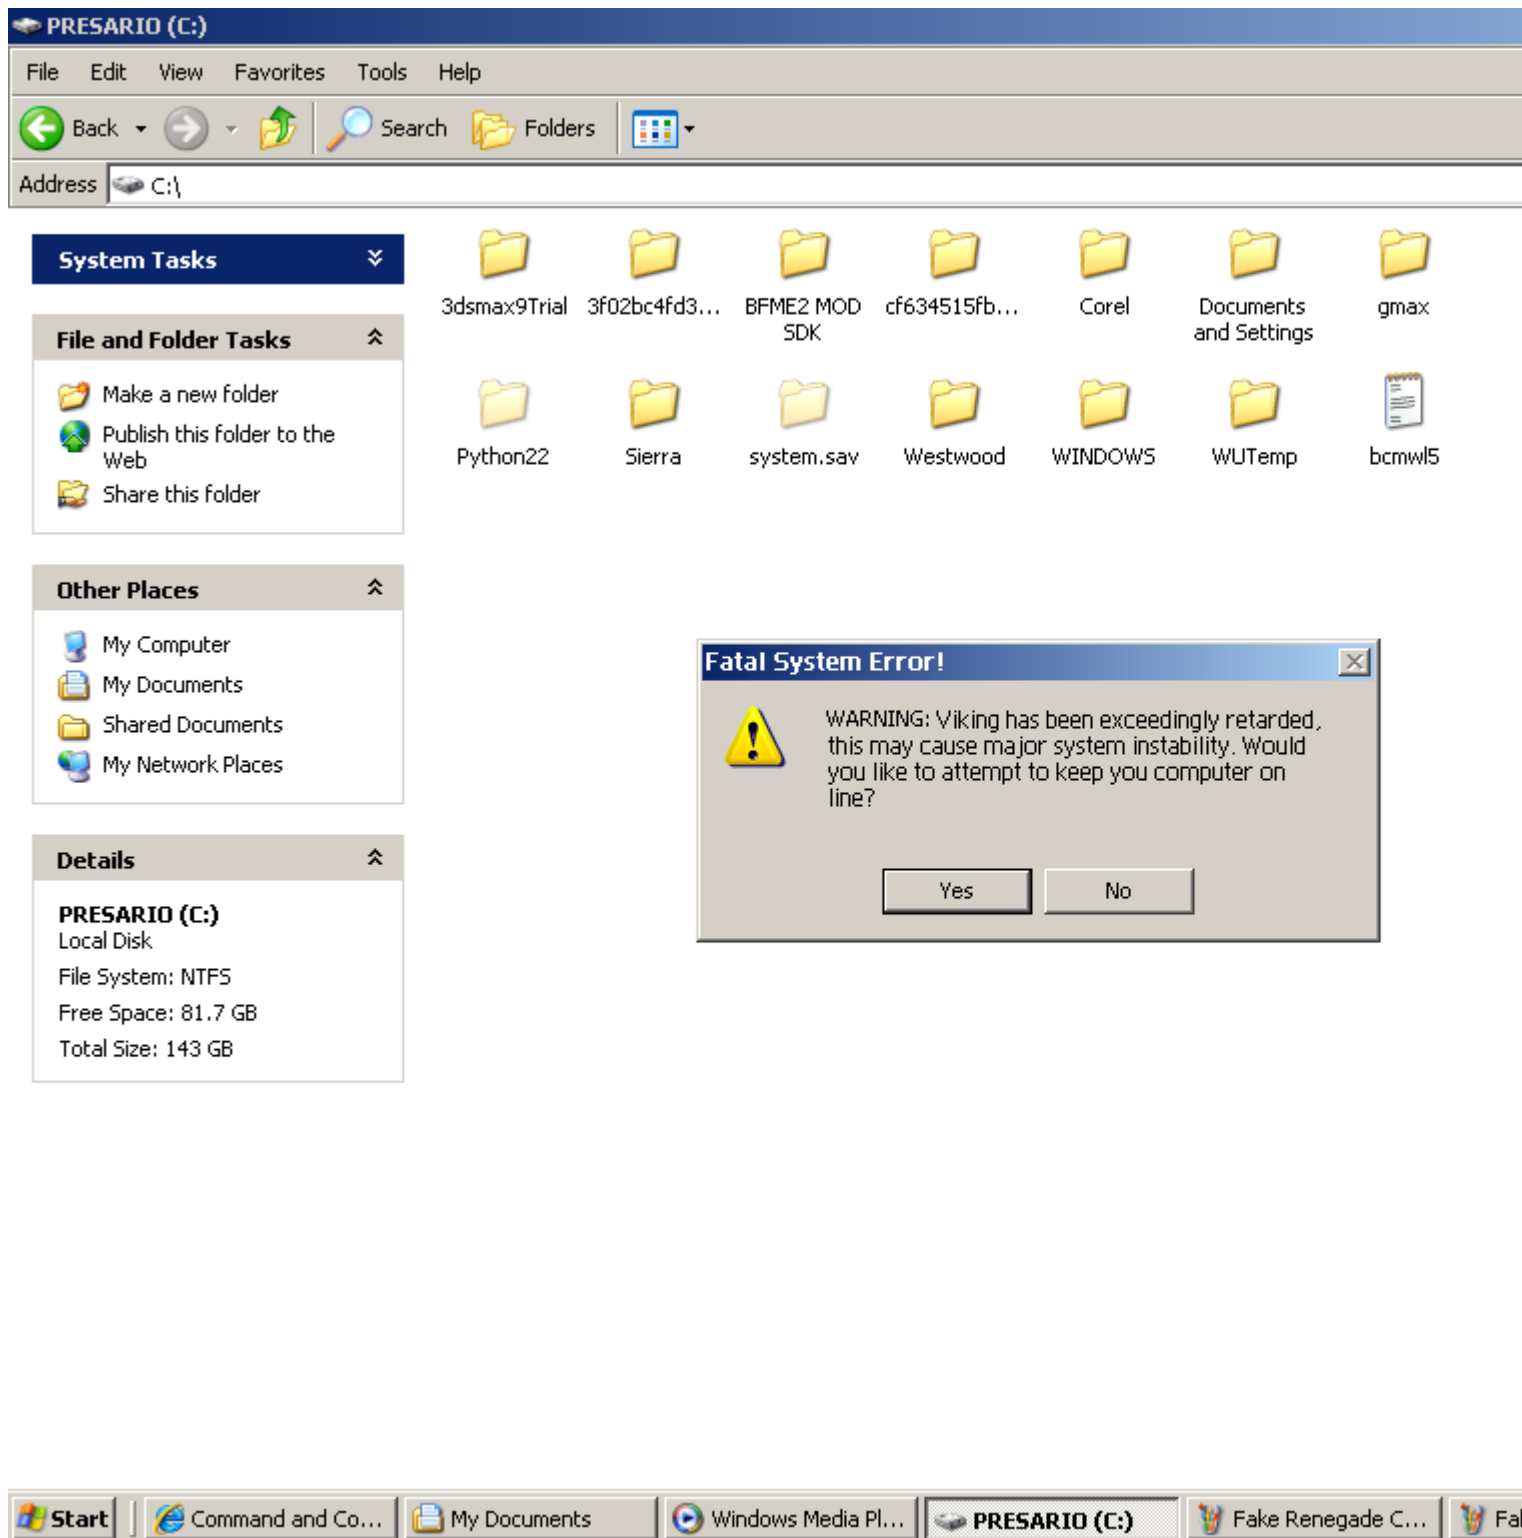 PRESARIO (C:)
File Edit View Favorites Tools Help
Back Search Folders
Address C:\
System Tasks
File and Folder Tasks
Make a new folder
Publish this folder to the
Web
Share this folder
Other Places
My Computer
My Documents
Shared Documents
My Network Places
Details
PRESARIO (C:)
Local Disk
File System: NTFS
Free Space: 81.7 GB
Total Size: 143 GB
3dsmax9Trial 3f02bc4fd3... BFME2 MOD cf634515fb... Corel Documents gmax
SDK and Settings
Python22 Sierra system.sav Westwood WINDOWS WUTemp bcmwl5
Fatal System Error!
WARNING: Viking has been exceedingly retarded,
this may cause major system instability. Would
you like to attempt to keep you computer on
line?
Yes No
Start Command and Co... My Documents Windows Media Pl... PRESARIO (C:) Fake Renegade C...